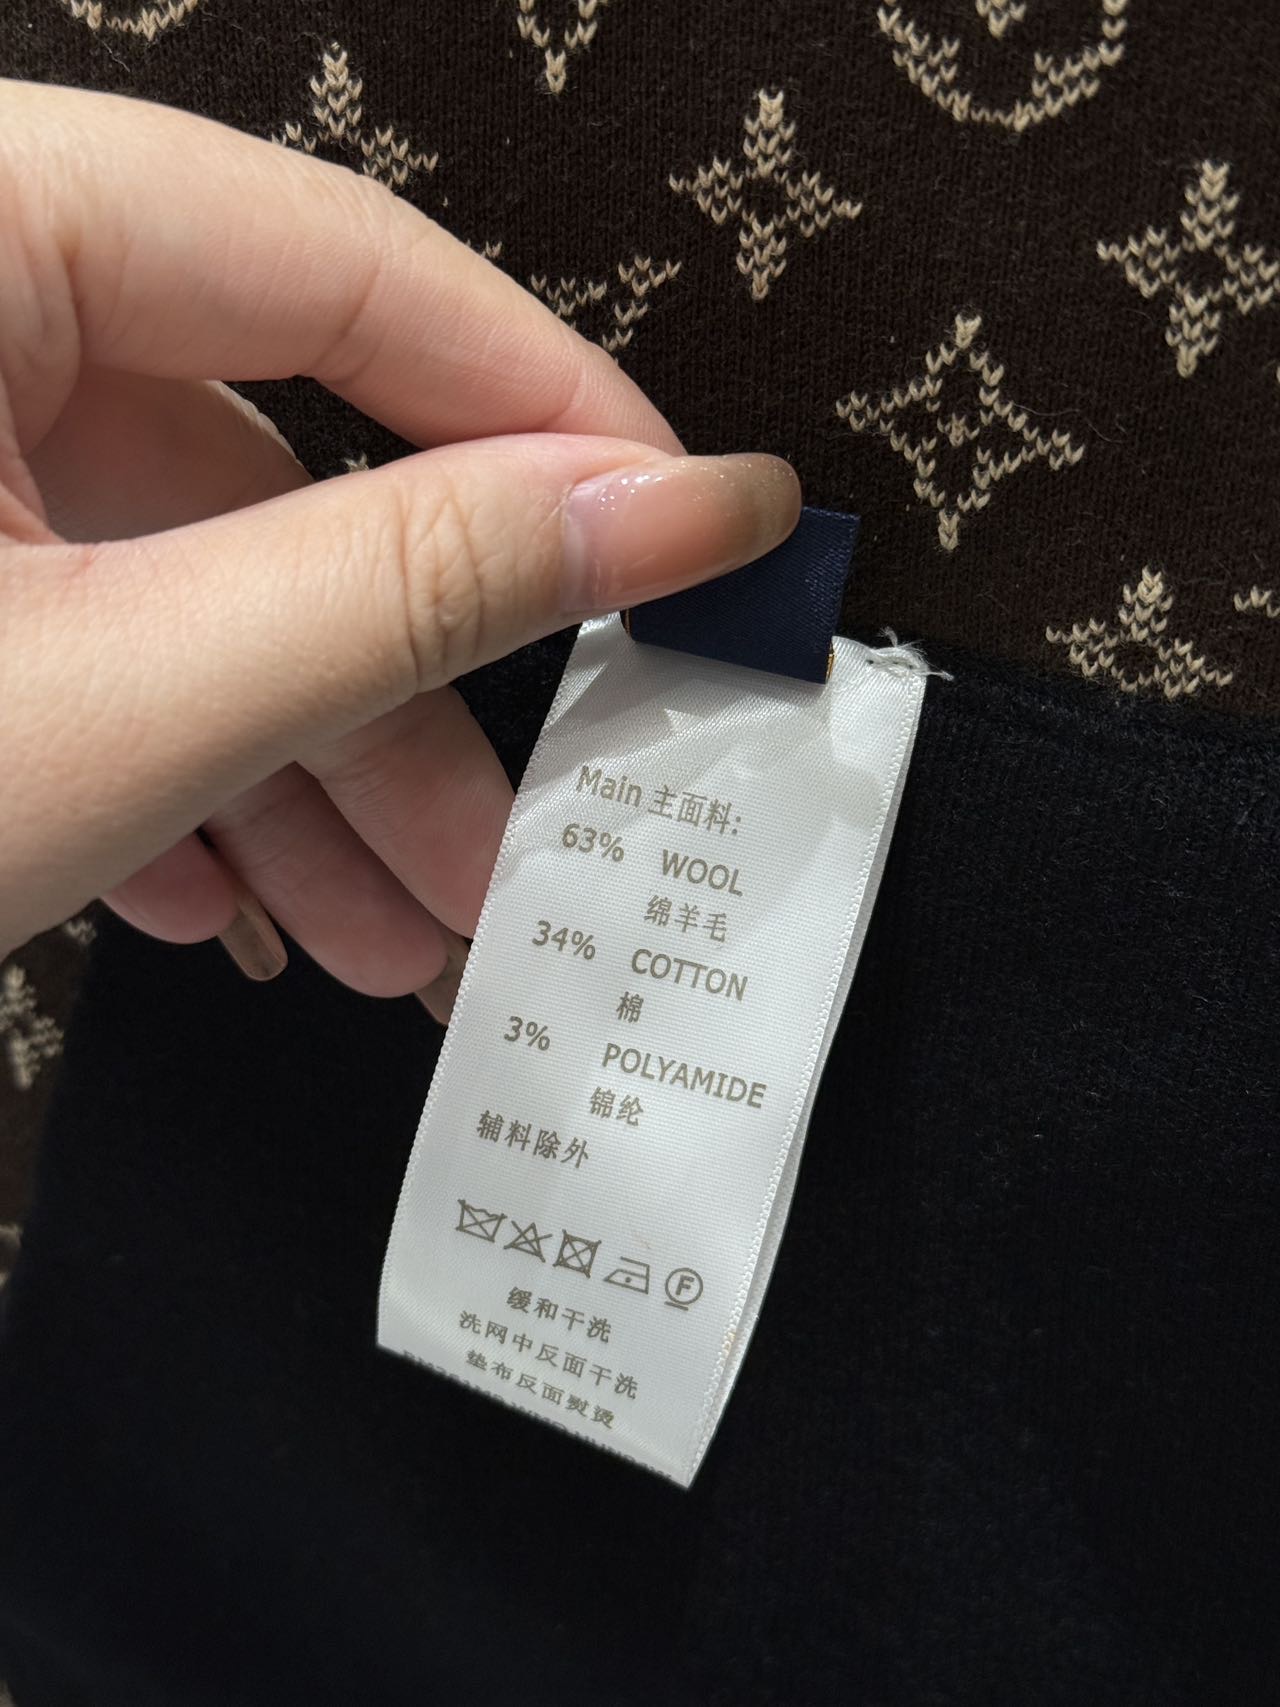 Main 主面料:
63% WOOL
绵羊毛
34% COTTON
棉
3% POLYAMIDE
锦纶
辅料除外
F
缓和干洗
洗网中反面干洗
垫布反面熨烫